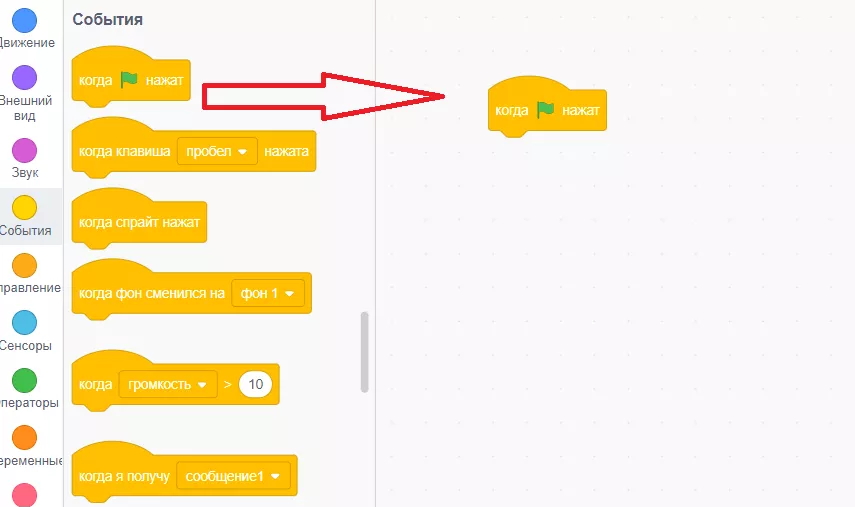 События
Движение
Внешний
вид
Звук
События
правление
Сенсоры
ператоры
еременные
когда нажат
когда клавиша пробел нажата
когда спрайт нажат
когда фон сменился на фон 1
когда громкость > 10
когда я получу сообщение1
когда нажат